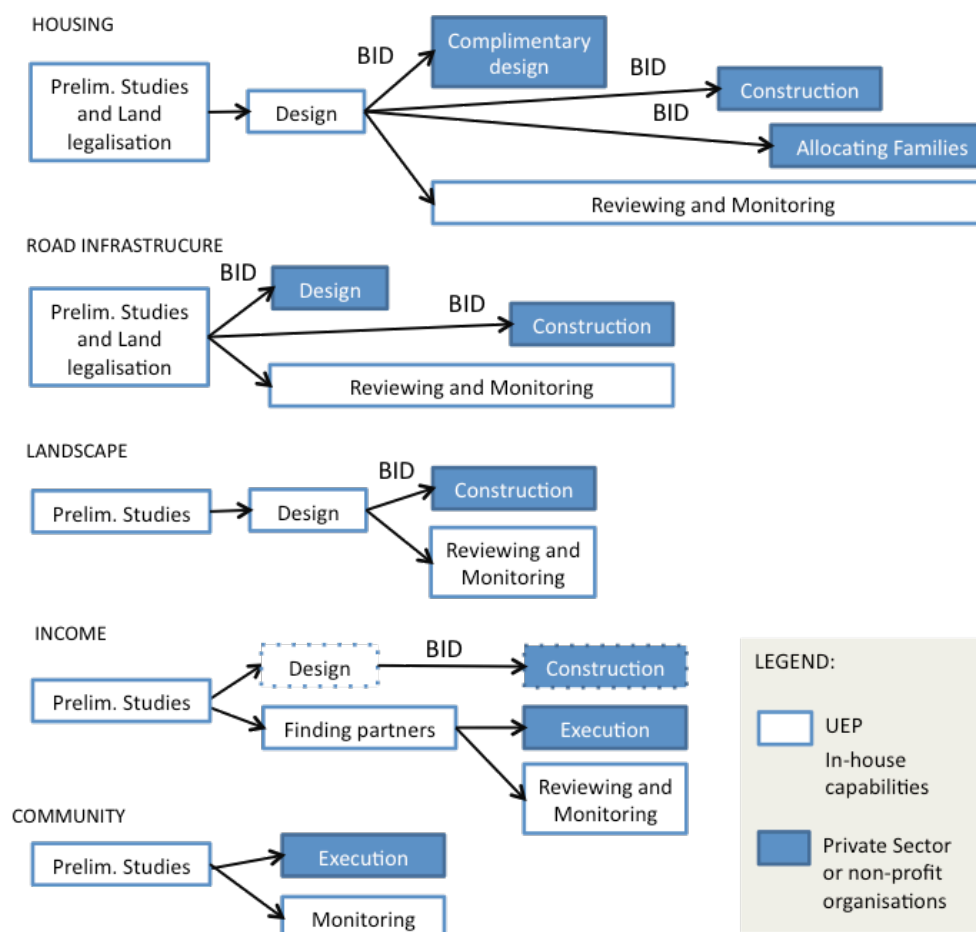 HOUSING
Prelim. Studies
and Land
legalisation
Design
BID
Complimentary
design
BID
Construction
BID
Allocating Families
Reviewing and Monitoring
ROAD INFRASTRUCURE
Prelim. Studies
and Land
legalisation
BID
Design
BID
Construction
Reviewing and Monitoring
LANDSCAPE
Prelim. Studies
Design
BID
Construction
Reviewing and
Monitoring
INCOME
Prelim. Studies
Design
BID
Construction
Finding partners
Execution
Reviewing and
Monitoring
COMMUNITY
Prelim. Studies
Execution
Monitoring
LEGEND:
UEP
In-house
capabilities
Private Sector
or non-profit
organisations